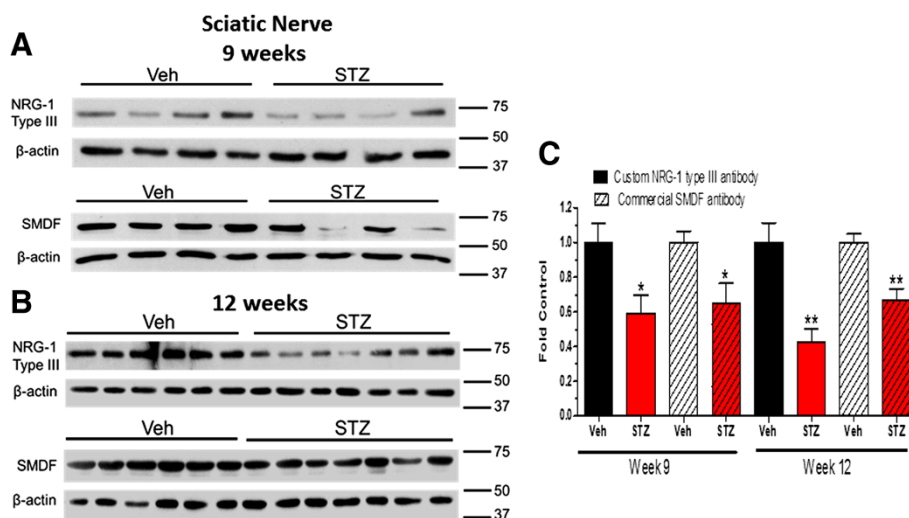 Sciatic Nerve
A
9 weeks
Veh STZ
NRG-1
Type III
75
50
β-actin
37
Veh STZ
SMDF
75
50
β-actin
37
B
12 weeks
Veh STZ
NRG-1
Type III
75
50
β-actin
37
Veh STZ
SMDF
75
50
β-actin
37
C
Custom NRG-1 type III antibody
Commercial SMDF antibody
Fold Control
1.2
1.0
0.8
0.6
0.4
0.2
0.0
* * ** **
Veh STZ Veh STZ Veh STZ Veh STZ
Week 9 Week 12